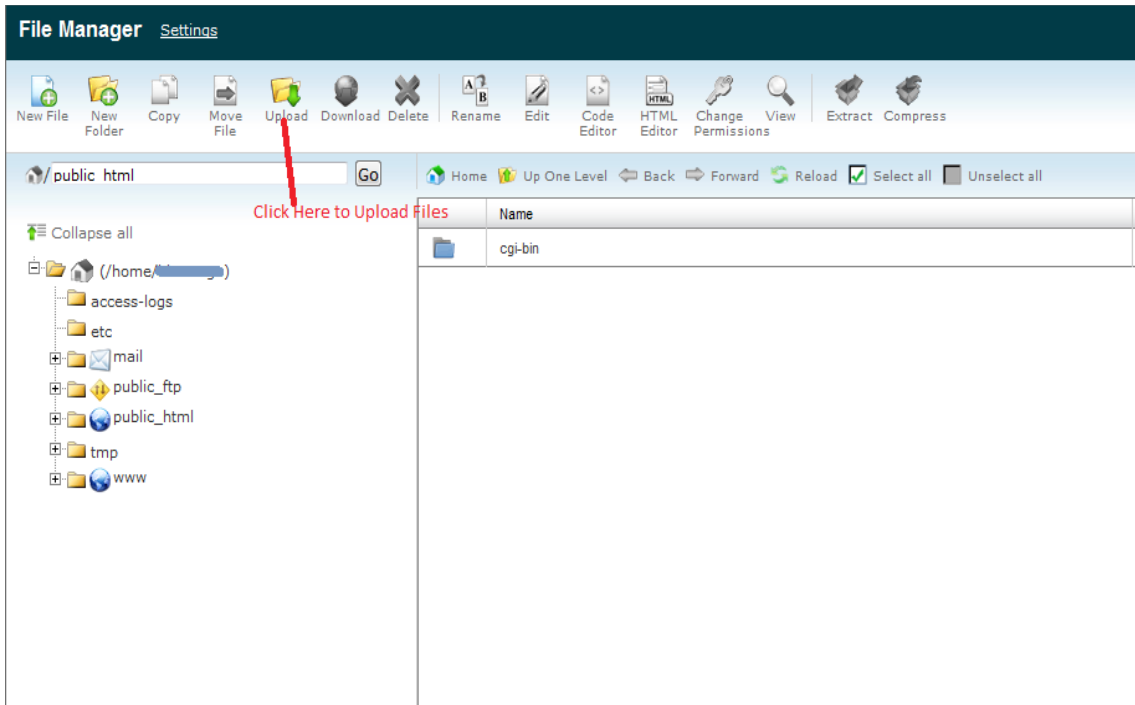 File Manager Settings
New File New Folder Copy Move File Upload Download Delete Rename Edit Code Editor HTML Editor Change Permissions View Extract Compress
/ public_html Go Home Up One Level Back Forward Reload Select all Unselect all
Click Here to Upload Files
Name
Collapse all
cgi-bin
(/home/ )
access-logs
etc
mail
public_ftp
public_html
tmp
www